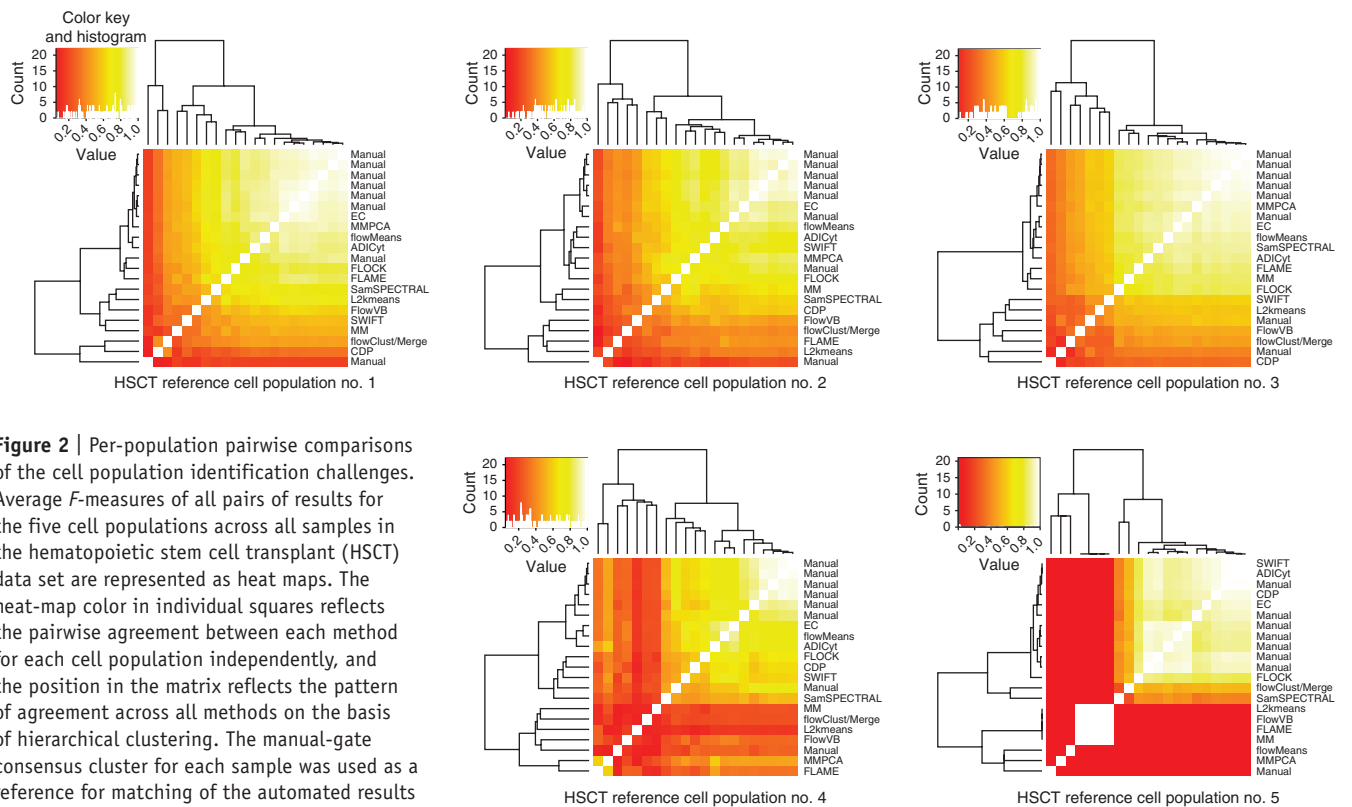 Color key
and histogram
Count
20
15
10
5
0
0.2
0.4
0.6
0.8
1.0
Value
Manual
Manual
Manual
Manual
Manual
Manual
EC
MMPCA
flowMeans
ADICyt
Manual
FLOCK
FLAME
SamSPECTRAL
L2kmeans
FlowVB
SWIFT
MM
flowClust/Merge
CDP
Manual
HSCT reference cell population no. 1
Count
20
15
10
5
0
0.2
0.4
0.6
0.8
1.0
Value
Manual
Manual
Manual
Manual
Manual
EC
Manual
flowMeans
ADICyt
SWIFT
MMPCA
Manual
FLOCK
MM
SamSPECTRAL
CDP
FlowVB
flowClust/Merge
FLAME
L2kmeans
Manual
HSCT reference cell population no. 2
Count
20
15
10
5
0
0.2
0.4
0.6
0.8
1.0
Value
Manual
Manual
Manual
Manual
Manual
MMPCA
Manual
EC
flowMeans
SamSPECTRAL
ADICyt
FLAME
MM
FLOCK
SWIFT
L2kmeans
Manual
FlowVB
flowClust/Merge
Manual
CDP
HSCT reference cell population no. 3
Figure 2 | Per-population pairwise comparisons
of the cell population identification challenges.
Average F-measures of all pairs of results for
the five cell populations across all samples in
the hematopoietic stem cell transplant (HSCT)
data set are represented as heat maps. The
heat-map color in individual squares reflects
the pairwise agreement between each method
for each cell population independently, and
the position in the matrix reflects the pattern
of agreement across all methods on the basis
of hierarchical clustering. The manual-gate
consensus cluster for each sample was used as a
reference for matching of the automated results
Count
20
15
10
5
0
0.2
0.4
0.6
0.8
1.0
Value
Manual
Manual
Manual
Manual
Manual
Manual
EC
flowMeans
ADICyt
FLOCK
CDP
SWIFT
Manual
SamSPECTRAL
MM
flowClust/Merge
L2kmeans
FlowVB
Manual
MMPCA
FLAME
HSCT reference cell population no. 4
Count
20
15
10
5
0
0.2
0.4
0.6
0.8
1.0
Value
SWIFT
ADICyt
Manual
CDP
EC
Manual
Manual
Manual
Manual
Manual
Manual
FLOCK
flowClust/Merge
SamSPECTRAL
L2kmeans
FlowVB
FLAME
MM
flowMeans
MMPCA
Manual
HSCT reference cell population no. 5